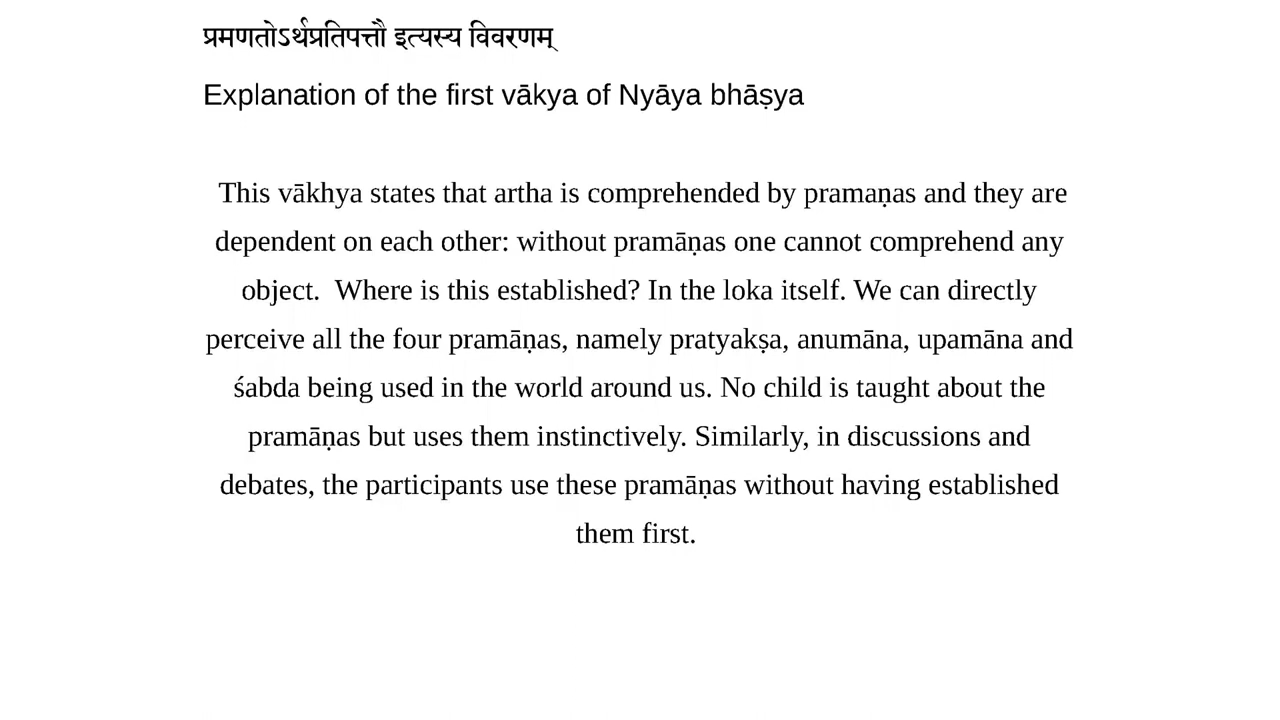 प्रमणतोऽर्थप्रतिपत्तौ इत्यस्य विवरणम्
Explanation of the first vākya of Nyāya bhāṣya
This vākhya states that artha is comprehended by pramaṇas and they are
dependent on each other: without pramāṇas one cannot comprehend any
object.  Where is this established? In the loka itself. We can directly
perceive all the four pramāṇas, namely pratyakṣa, anumāna, upamāna and
śabda being used in the world around us. No child is taught about the
pramāṇas but uses them instinctively. Similarly, in discussions and
debates, the participants use these pramāṇas without having established
them first.